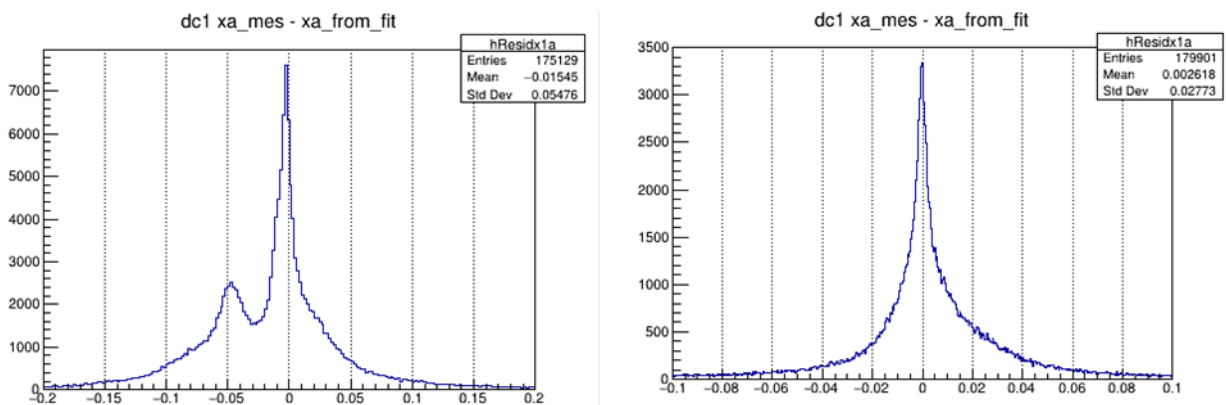 dc1 xa_mes - xa_from_fit
hResidx1a
Entries 175129
Mean −0.01545
Std Dev 0.05476
7000
6000
5000
4000
3000
2000
1000
0
−0.2 −0.15 −0.1 −0.05 0 0.05 0.1 0.15 0.2
dc1 xa_mes - xa_from_fit
hResidx1a
Entries 179901
Mean 0.002618
Std Dev 0.02773
3500
3000
2500
2000
1500
1000
500
0
−0.1 −0.08 −0.06 −0.04 −0.02 0 0.02 0.04 0.06 0.08 0.1